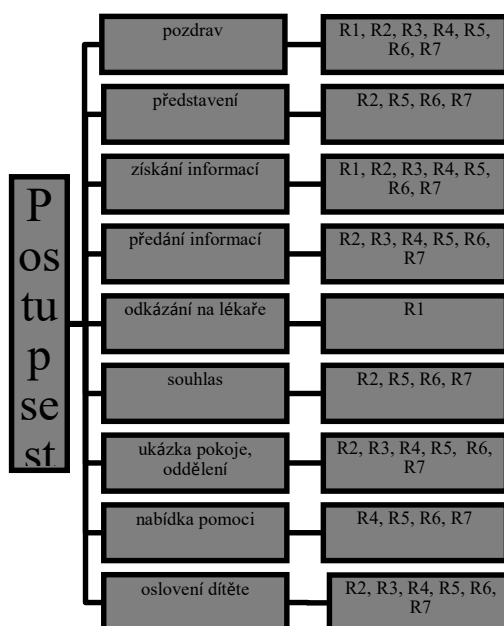 P
os
tu
p
se
st
pozdrav
R1, R2, R3, R4, R5,
R6, R7
představení
R2, R5, R6, R7
získání informací
R1, R2, R3, R4, R5,
R6, R7
předání informací
R2, R3, R4, R5, R6,
R7
odkázání na lékaře
R1
souhlas
R2, R5, R6, R7
ukázka pokoje,
oddělení
R2, R3, R4, R5, R6,
R7
nabídka pomoci
R4, R5, R6, R7
oslovení dítěte
R2, R3, R4, R5, R6,
R7